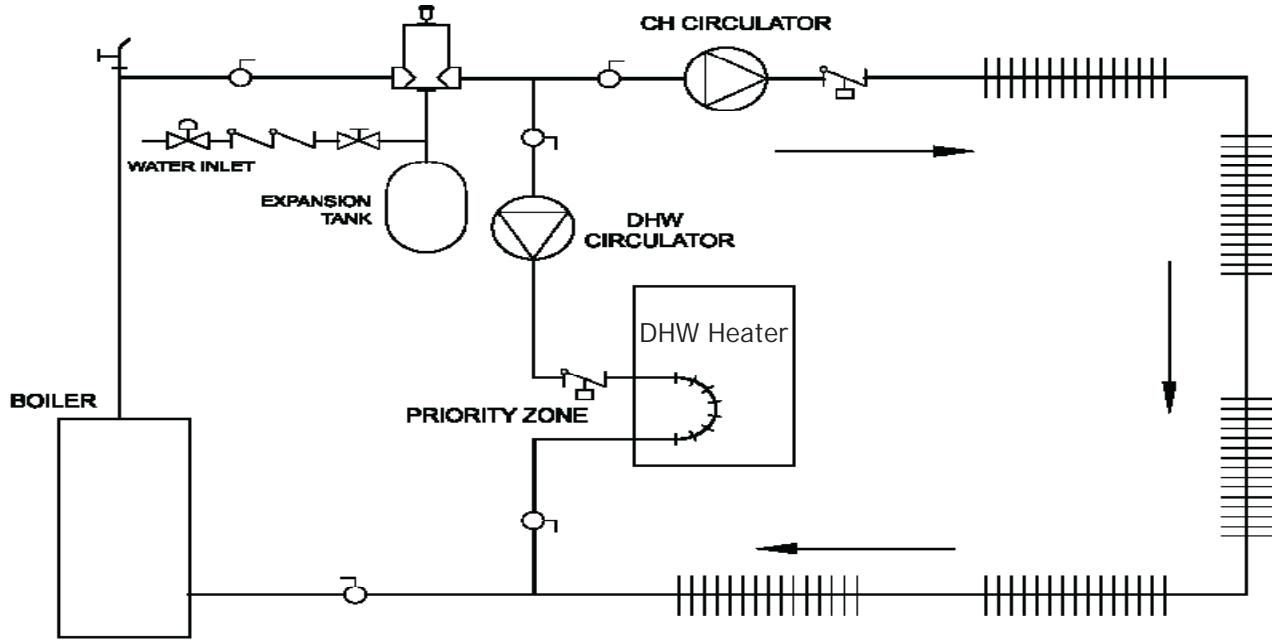 CH CIRCULATOR
WATER INLET
EXPANSION
TANK
DHW
CIRCULATOR
DHW Heater
BOILER
PRIORITY ZONE